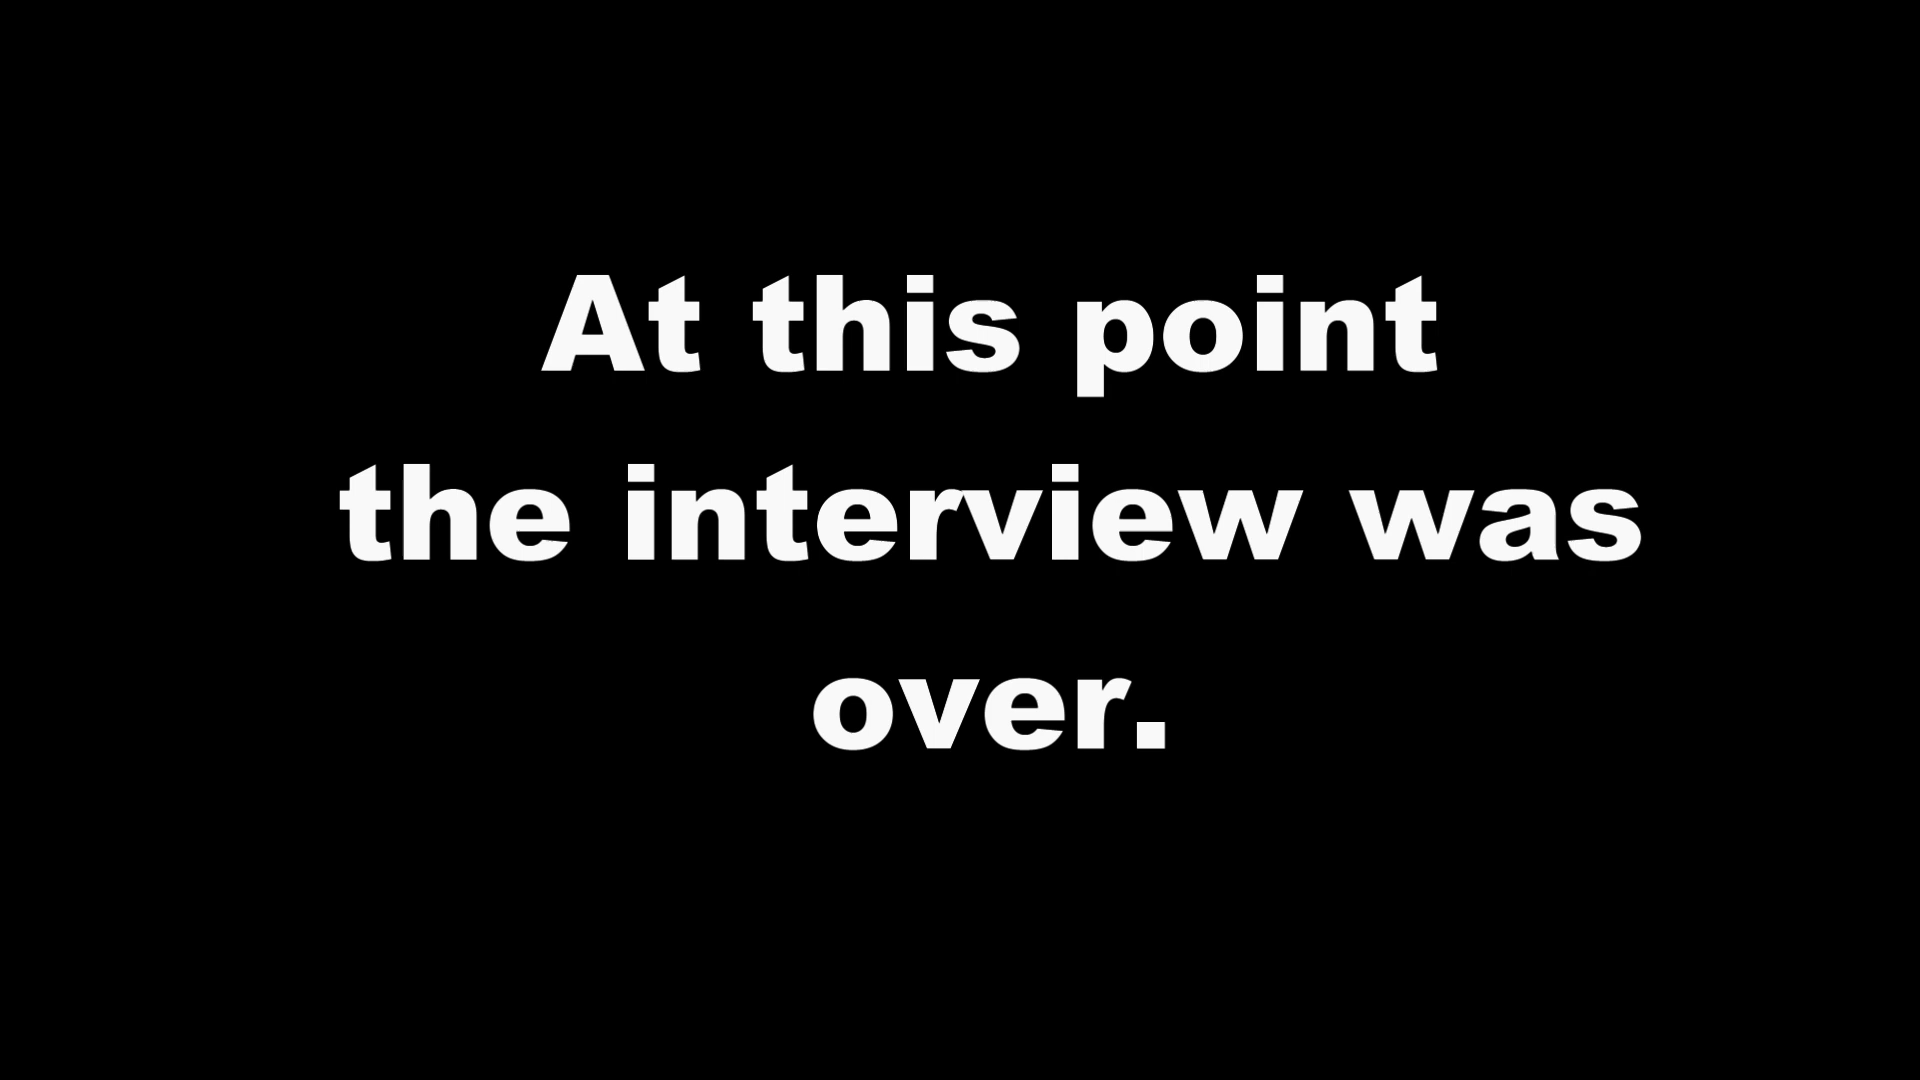 At this point
the interview was
over.